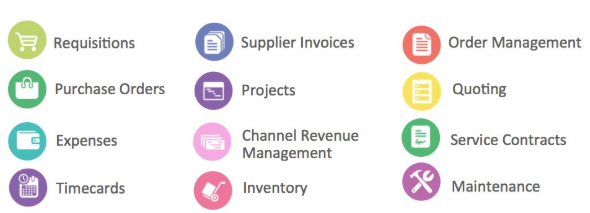 Requisitions
Supplier Invoices
Order Management
Purchase Orders
Projects
Quoting
Expenses
Channel Revenue
Management
Service Contracts
Timecards
Inventory
Maintenance